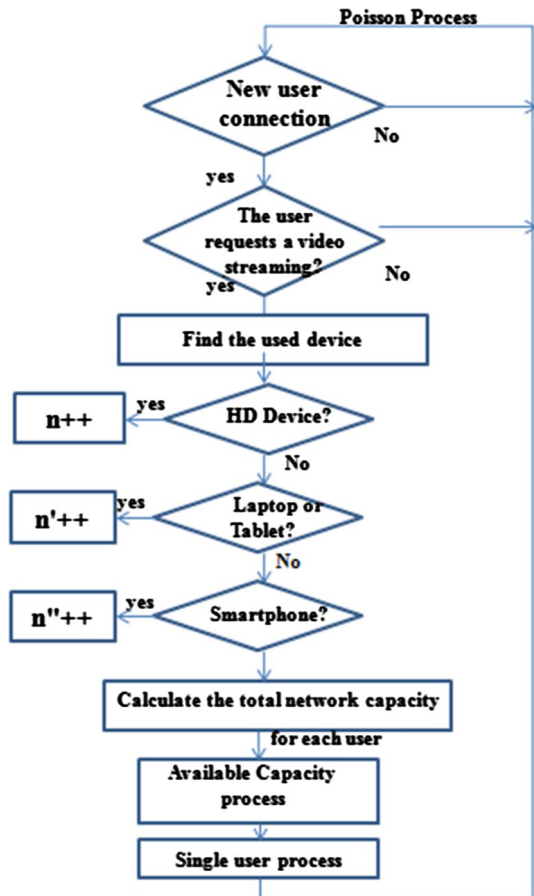 Poisson Process
New user
connection
No
yes
The user
requests a video
streaming?
No
yes
Find the used device
HD Device?
yes
n++
No
Laptop or
Tablet?
yes
n'++
No
Smartphone?
yes
n"++
Calculate the total network capacity
for each user
Available Capacity
process
Single user process